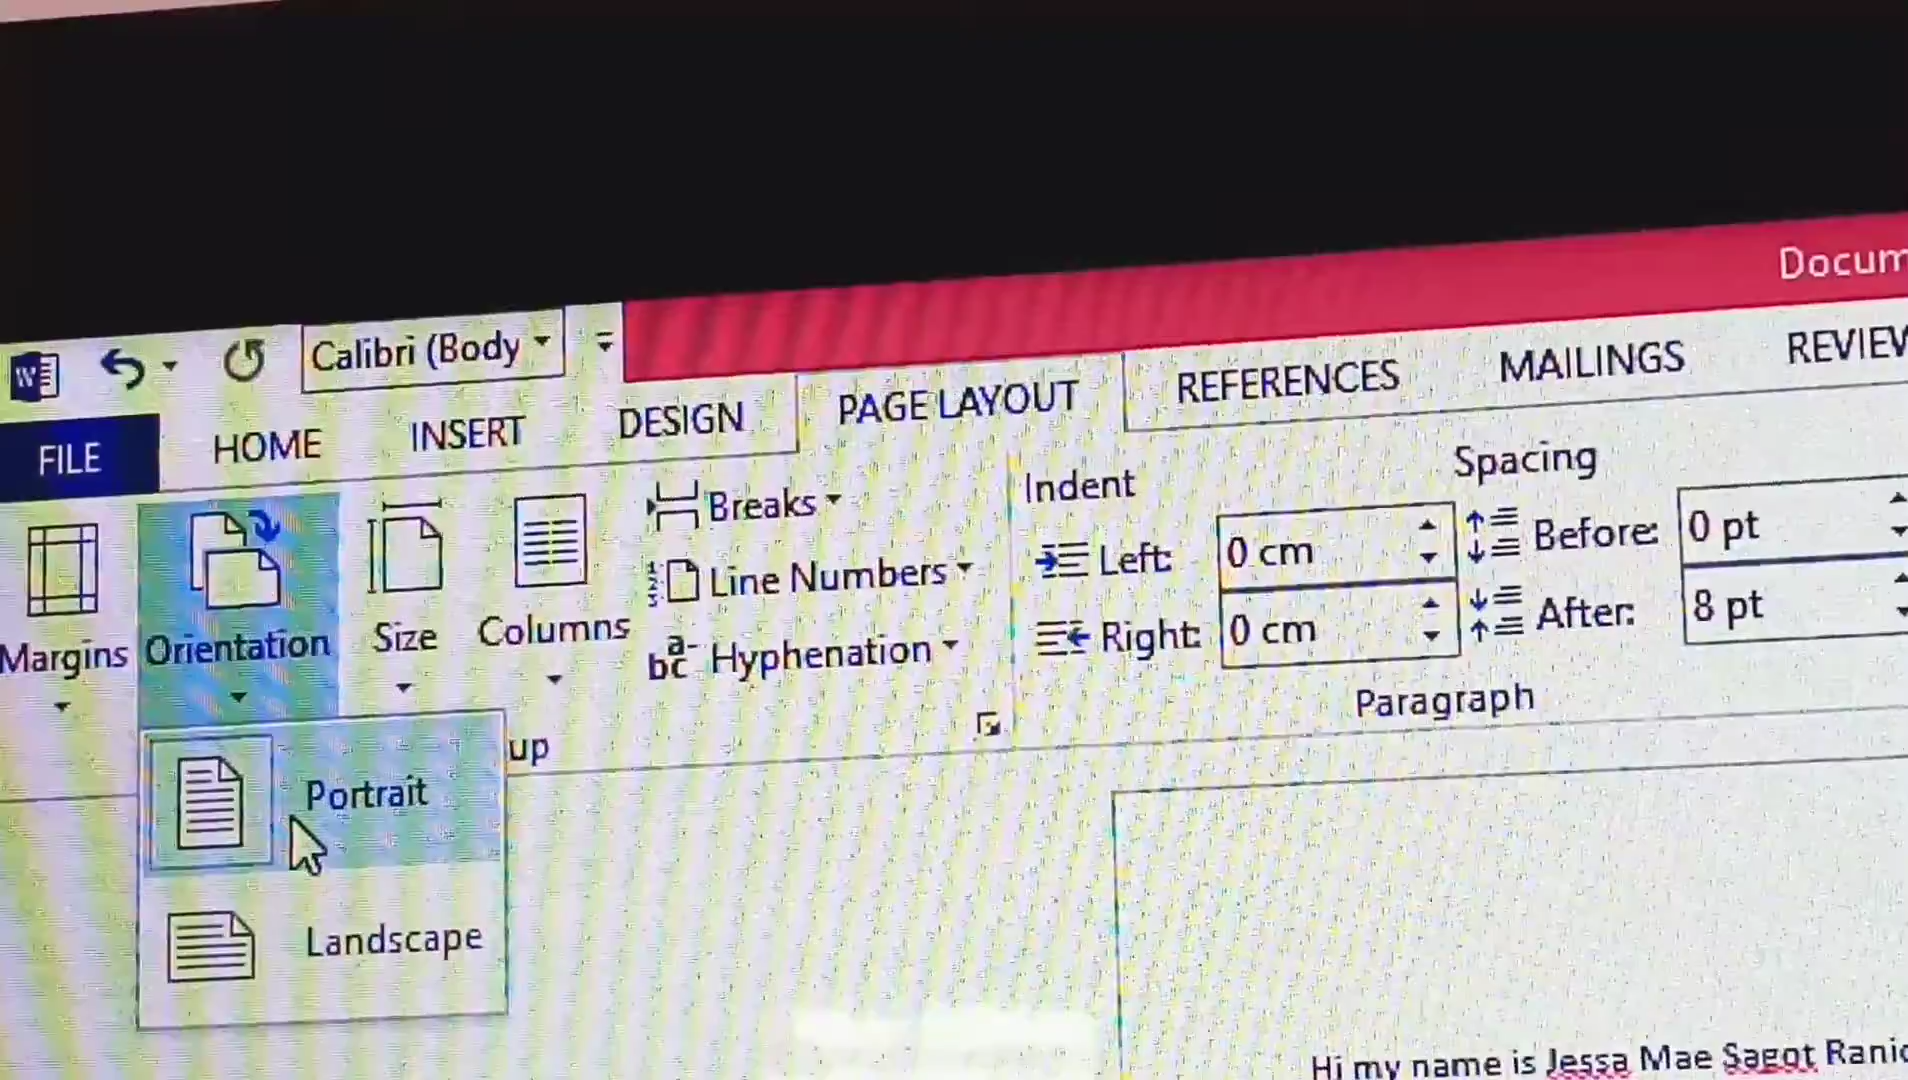 Docum
Calibri (Body
FILE HOME INSERT DESIGN PAGE LAYOUT REFERENCES MAILINGS REVIEW
Margins
Orientation
Size
Columns
Breaks
Line Numbers
Hyphenation
Indent
Left: 0 cm
Right: 0 cm
Spacing
Before: 0 pt
After: 8 pt
up
Paragraph
Portrait
Landscape
Hi my name is Jessa Mae Sagot